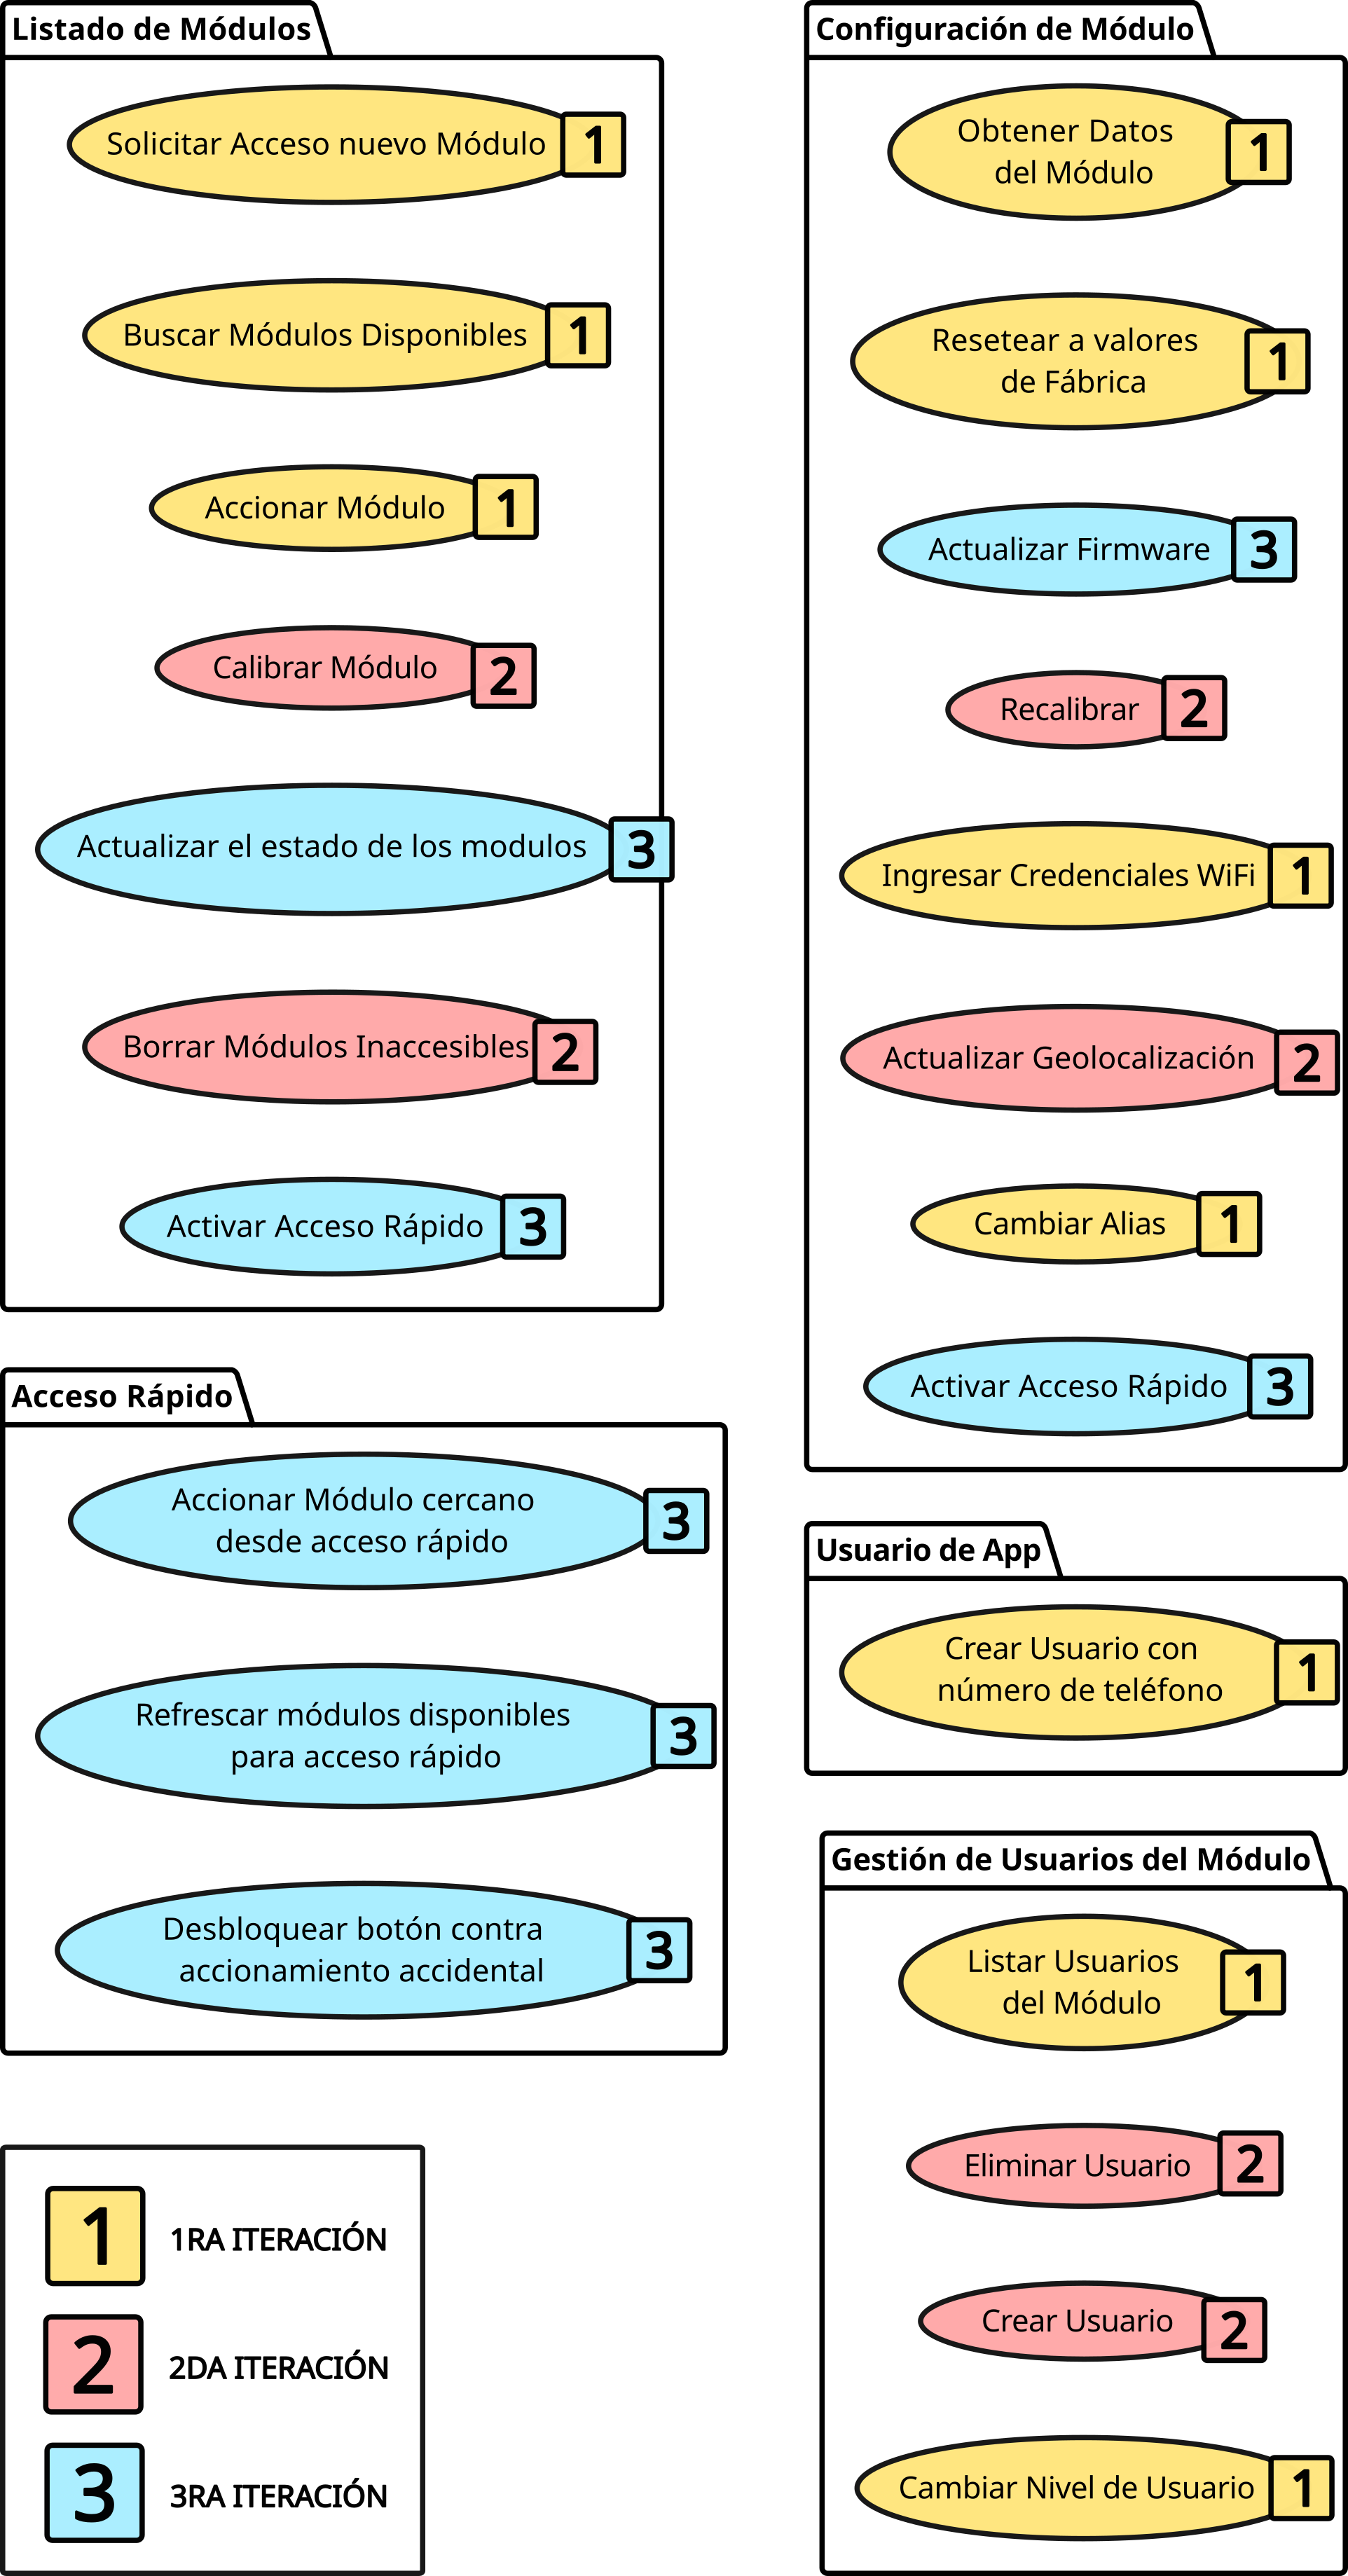 Listado de Módulos
Solicitar Acceso nuevo Módulo
1
Buscar Módulos Disponibles
1
Accionar Módulo
1
Calibrar Módulo
2
Actualizar el estado de los modulos
3
Borrar Módulos Inaccesibles
2
Activar Acceso Rápido
3
Acceso Rápido
Accionar Módulo cercano
desde acceso rápido
3
Refrescar módulos disponibles
para acceso rápido
3
Desbloquear botón contra
accionamiento accidental
3
1
1RA ITERACIÓN
2
2DA ITERACIÓN
3
3RA ITERACIÓN
Configuración de Módulo
Obtener Datos
del Módulo
1
Resetear a valores
de Fábrica
1
Actualizar Firmware
3
Recalibrar
2
Ingresar Credenciales WiFi
1
Actualizar Geolocalización
2
Cambiar Alias
1
Activar Acceso Rápido
3
Usuario de App
Crear Usuario con
número de teléfono
1
Gestión de Usuarios del Módulo
Listar Usuarios
del Módulo
1
Eliminar Usuario
2
Crear Usuario
2
Cambiar Nivel de Usuario
1